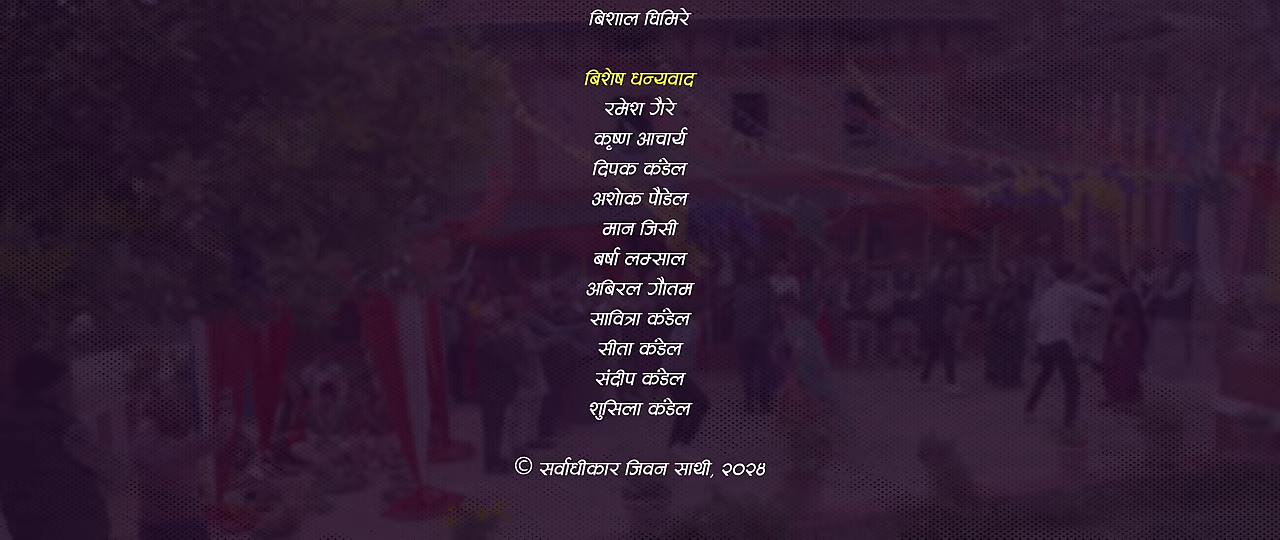 बिशाल घिमिरे
बिशेष धन्यवाद
रमेश गैरे
कृष्ण आचार्य
दिपक कंडेल
अशोक पौडेल
मान जिसी
बर्षा लम्साल
अबिरल गौतम
सावित्रा कंडेल
सीता कंडेल
संदीप कंडेल
शुसिला कंडेल
© सर्वाधीकार जिवन साथी, २०२४